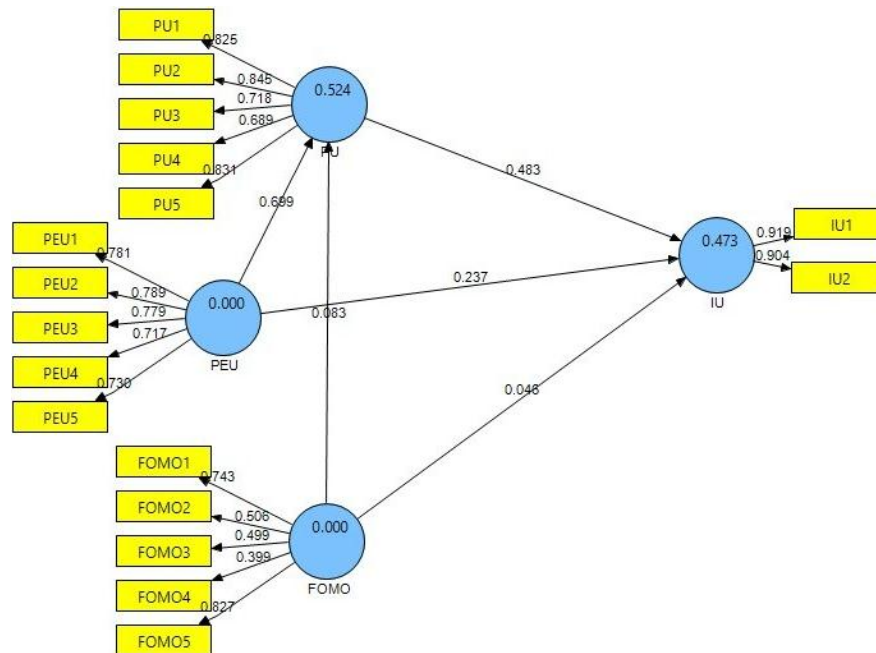 PU1
0.825
PU2
0.845
PU3
0.718
PU4
0.689
PU5
0.831
0.524
PU
0.483
0.699
PEU1
0.781
PEU2
0.789
PEU3
0.779
PEU4
0.717
PEU5
0.730
0.000
PEU
0.237
0.083
0.473
IU
0.919
IU1
0.904
IU2
0.046
FOMO1
0.743
FOMO2
0.506
FOMO3
0.499
FOMO4
0.399
FOMO5
0.827
0.000
FOMO